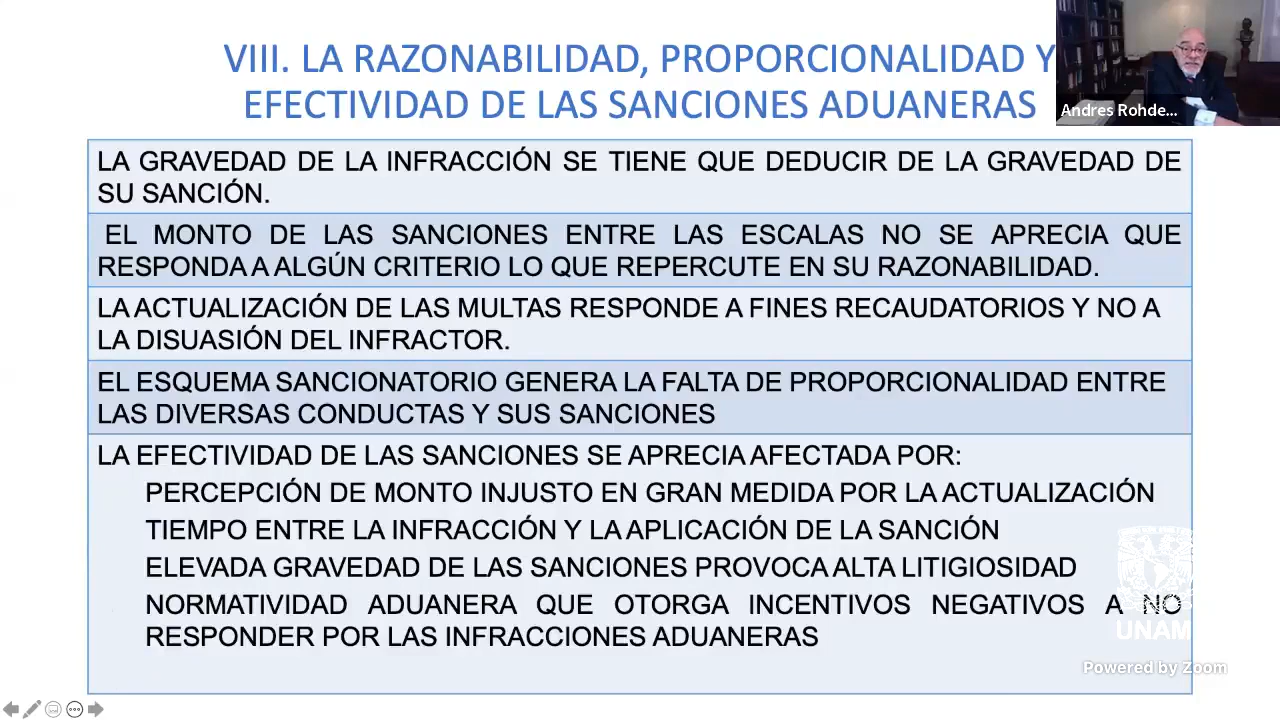 VIII. LA RAZONABILIDAD, PROPORCIONALIDAD Y
EFECTIVIDAD DE LAS SANCIONES ADUANERAS
Andres Rohde...
LA GRAVEDAD DE LA INFRACCIÓN SE TIENE QUE DEDUCIR DE LA GRAVEDAD DE
SU SANCIÓN.
EL MONTO DE LAS SANCIONES ENTRE LAS ESCALAS NO SE APRECIA QUE
RESPONDA A ALGÚN CRITERIO LO QUE REPERCUTE EN SU RAZONABILIDAD.
LA ACTUALIZACIÓN DE LAS MULTAS RESPONDE A FINES RECAUDATORIOS Y NO A
LA DISUASIÓN DEL INFRACTOR.
EL ESQUEMA SANCIONATORIO GENERA LA FALTA DE PROPORCIONALIDAD ENTRE
LAS DIVERSAS CONDUCTAS Y SUS SANCIONES
LA EFECTIVIDAD DE LAS SANCIONES SE APRECIA AFECTADA POR:
PERCEPCIÓN DE MONTO INJUSTO EN GRAN MEDIDA POR LA ACTUALIZACIÓN
TIEMPO ENTRE LA INFRACCIÓN Y LA APLICACIÓN DE LA SANCIÓN
ELEVADA GRAVEDAD DE LAS SANCIONES PROVOCA ALTA LITIGIOSIDAD
NORMATIVIDAD ADUANERA QUE OTORGA INCENTIVOS NEGATIVOS A NO
RESPONDER POR LAS INFRACCIONES ADUANERAS
UNAM
Powered by Zoom